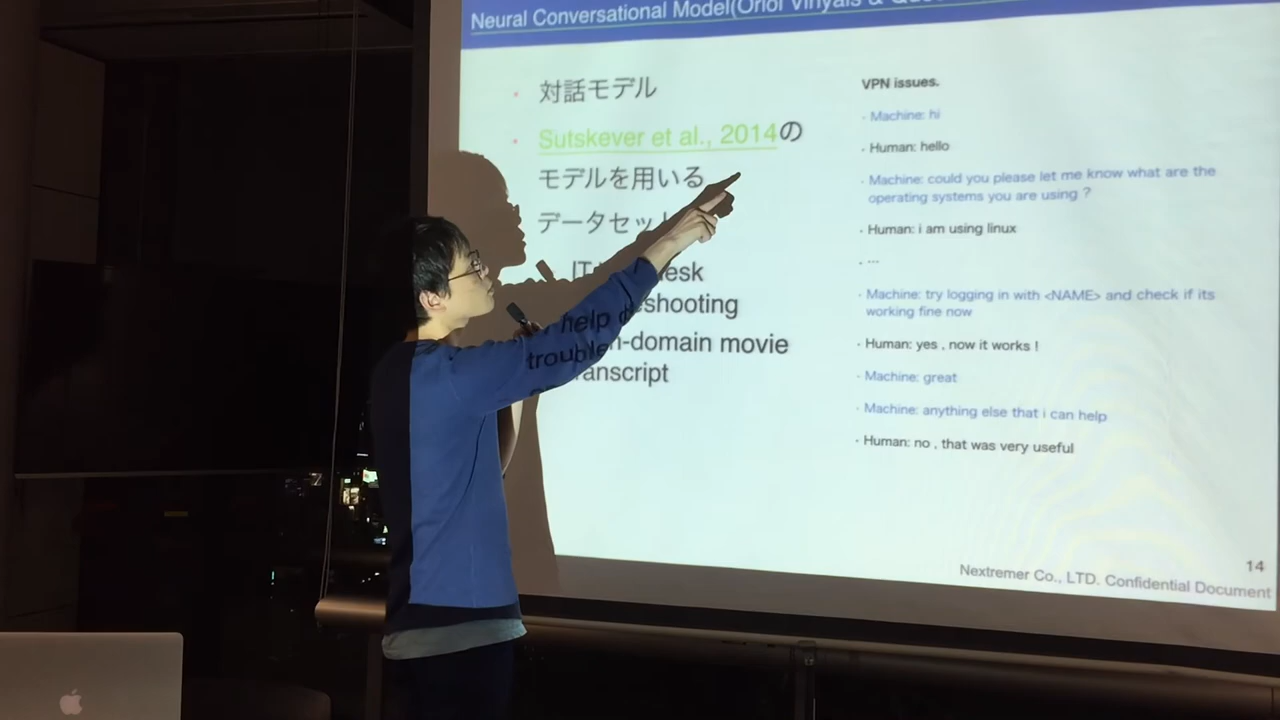 Neural Conversational Model(Oriol Vinyals &
対話モデル
Sutskever et al., 2014の
モデルを用いる
データセット
IT help desk
troubleshooting
-domain movie
transcript
VPN issues.
Machine: hi
Human: hello
Machine: could you please let me know what are the
operating systems you are using ?
Human: i am using linux
...
Machine: try logging in with <NAME> and check if its
working fine now
Human: yes , now it works !
Machine: great
Machine: anything else that i can help
Human: no , that was very useful
14
Nextremer Co., LTD. Confidential Document